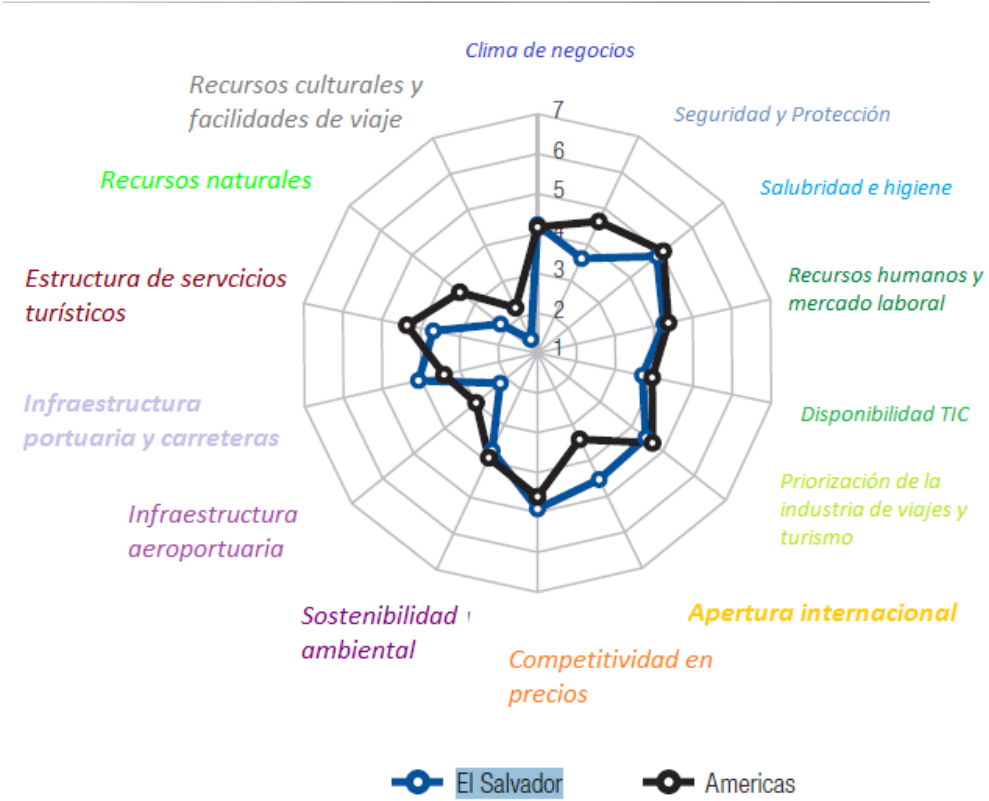 Clima de negocios
Recursos culturales y
facilidades de viaje
Seguridad y Protección
Recursos naturales
Salubridad e higiene
Estructura de servcicios
turísticos
Recursos humanos y
mercado laboral
Infraestructura
portuaria y carreteras
Disponibilidad TIC
Infraestructura
aeroportuaria
Priorización de la
industria de viajes y
turismo
Sostenibilidad
ambiental
Apertura internacional
Competitividad en
precios
7
6
5
4
3
2
1
El Salvador
Americas